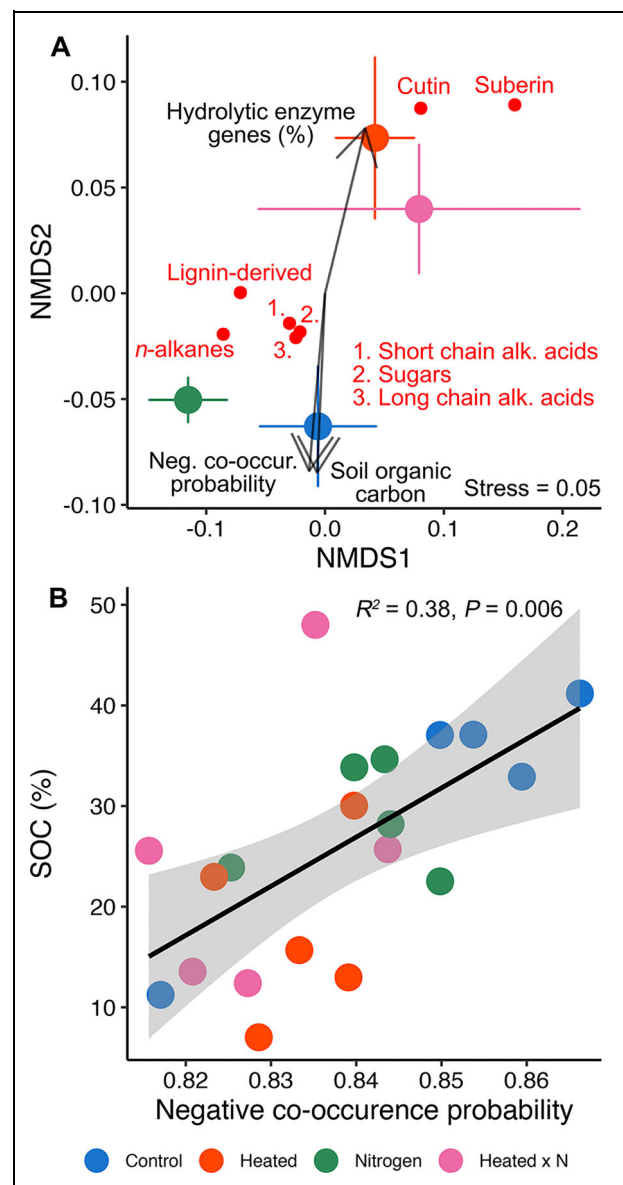 A
0.10
Cutin
Suberin
Hydrolytic enzyme
genes (%)
0.05
NMDS2
Lignin-derived
0.00
1.
2.
n-alkanes
3.
1. Short chain alk. acids
2. Sugars
3. Long chain alk. acids
-0.05
Neg. co-occur.
probability
Soil organic
carbon
Stress = 0.05
-0.10
-0.1
0.0
0.1
0.2
NMDS1
B
50
R² = 0.38, P = 0.006
40
SOC (%)
30
20
10
0.82
0.83
0.84
0.85
0.86
Negative co-occurence probability
Control
Heated
Nitrogen
Heated x N